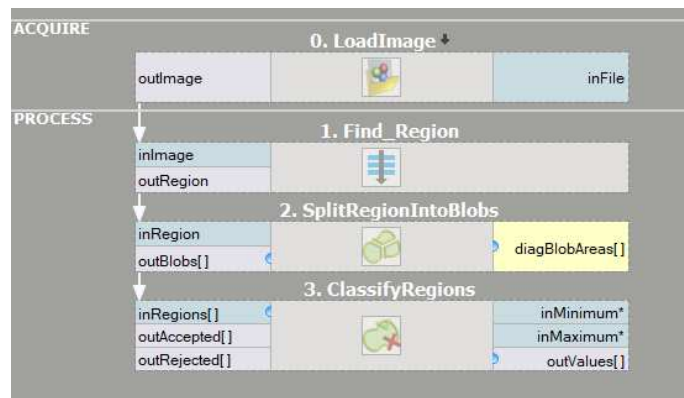 ACQUIRE
0. LoadImage
outImage
inFile
PROCESS
1. Find_Region
inImage
outRegion
2. SplitRegionIntoBlobs
inRegion
outBlobs[]
diagBlobAreas[]
3. ClassifyRegions
inRegions[]
inMinimum*
outAccepted[]
inMaximum*
outRejected[]
outValues[]